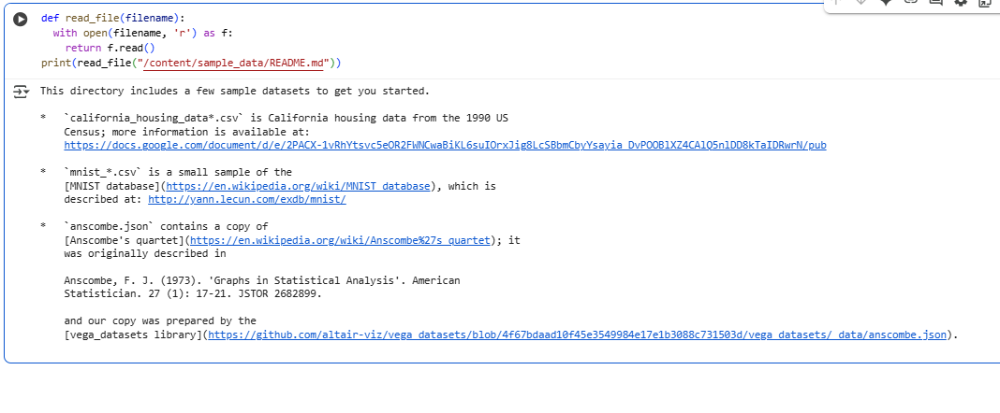 def read_file(filename):
  with open(filename, 'r') as f:
    return f.read()
print(read_file("/content/sample_data/README.md"))
This directory includes a few sample datasets to get you started.
*   `california_housing_data*.csv` is California housing data from the 1990 US
    Census; more information is available at:
    https://docs.google.com/document/d/e/2PACX-1vRhYtsvc5eOR2FWNCwaBiKL6suIOrxJig8LcSBbmCbyYsayia_DvPOOBlXZ4CAlQ5nlDD8kTaIDRwrN/pub
*   `mnist_*.csv` is a small sample of the
    [MNIST database](https://en.wikipedia.org/wiki/MNIST_database), which is
    described at: http://yann.lecun.com/exdb/mnist/
*   `anscombe.json` contains a copy of
    [Anscombe's quartet](https://en.wikipedia.org/wiki/Anscombe%27s_quartet); it
    was originally described in
    Anscombe, F. J. (1973). 'Graphs in Statistical Analysis'. American
    Statistician. 27 (1): 17-21. JSTOR 2682899.
    and our copy was prepared by the
    [vega_datasets library](https://github.com/altair-viz/vega_datasets/blob/4f67bdaad10f45e3549984e17e1b3088c731503d/vega_datasets/_data/anscombe.json).